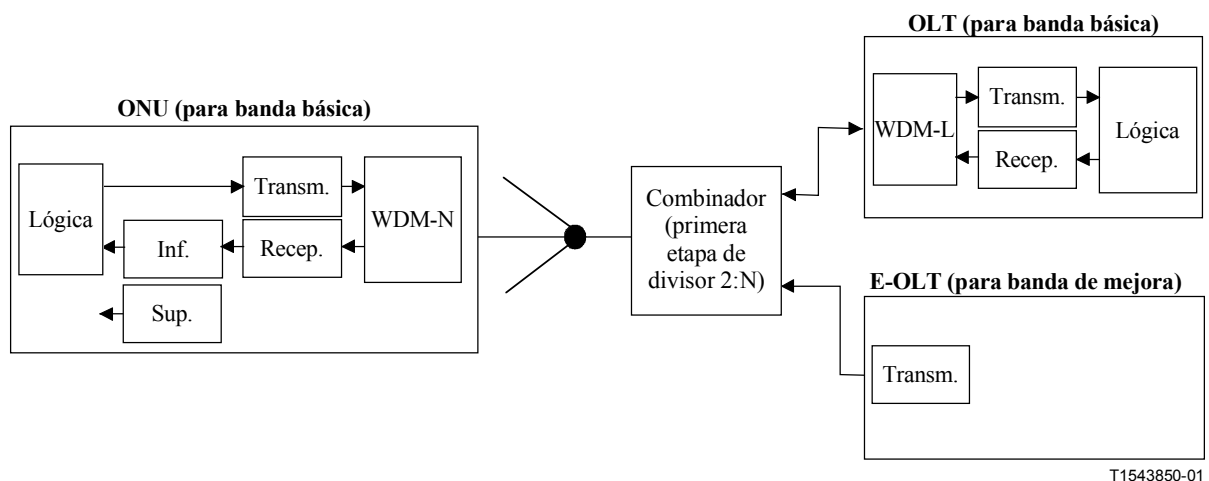 OLT (para banda básica)
WDM-L
Transm.
Recep.
Lógica
ONU (para banda básica)
Lógica
Transm.
WDM-N
Inf.
Recep.
Sup.
Combinador
(primera
etapa de
divisor 2:N)
E-OLT (para banda de mejora)
Transm.
T1543850-01